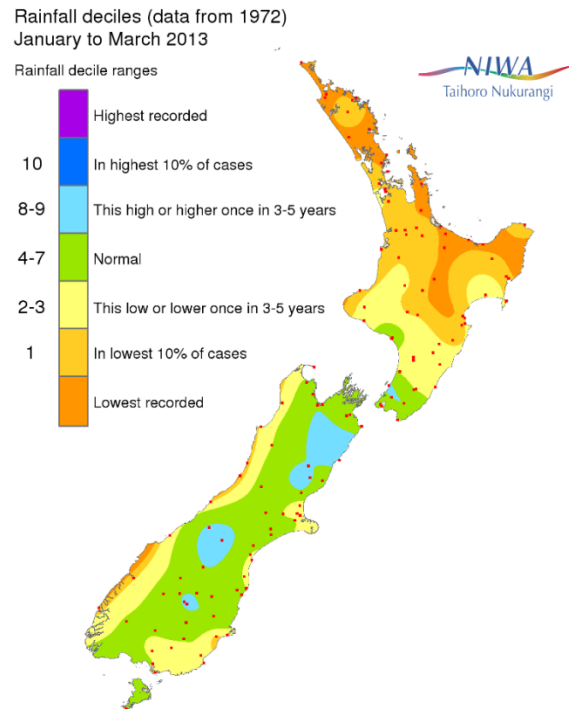 Rainfall deciles (data from 1972)
January to March 2013
Rainfall decile ranges
NIWA
Taihoro Nukurangi
Highest recorded
10 In highest 10% of cases
8-9 This high or higher once in 3-5 years
4-7 Normal
2-3 This low or lower once in 3-5 years
1 In lowest 10% of cases
Lowest recorded